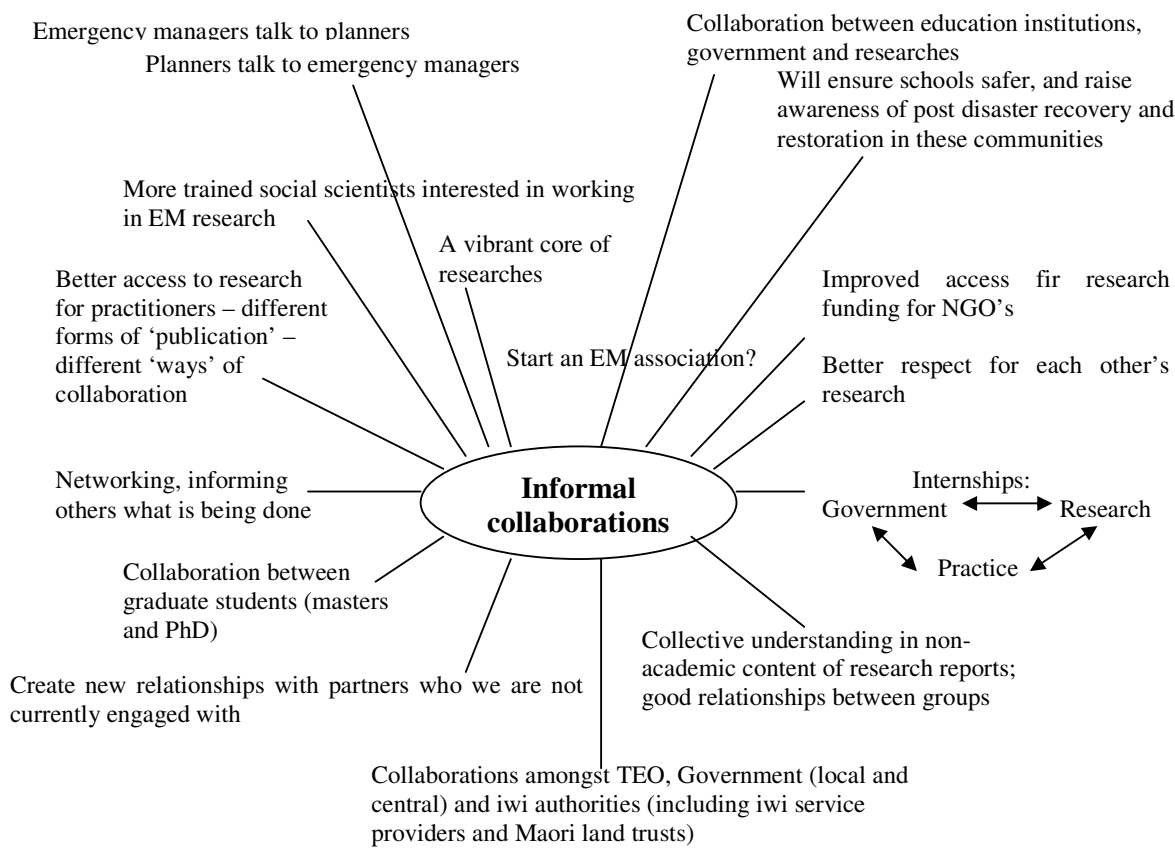 Emergency managers talk to planners
Planners talk to emergency managers
Collaboration between education institutions,
government and researches
Will ensure schools safer, and raise
awareness of post disaster recovery and
restoration in these communities
More trained social scientists interested in working
in EM research
A vibrant core of
researches
Better access to research
for practitioners – different
forms of ‘publication’ –
different ‘ways’ of
collaboration
Improved access fir research
funding for NGO’s
Start an EM association?
Better respect for each other’s
research
Networking, informing
others what is being done
Informal
collaborations
Internships:
Government Research
Practice
Collaboration between
graduate students (masters
and PhD)
Collective understanding in non-
academic content of research reports;
good relationships between groups
Create new relationships with partners who we are not
currently engaged with
Collaborations amongst TEO, Government (local and
central) and iwi authorities (including iwi service
providers and Maori land trusts)